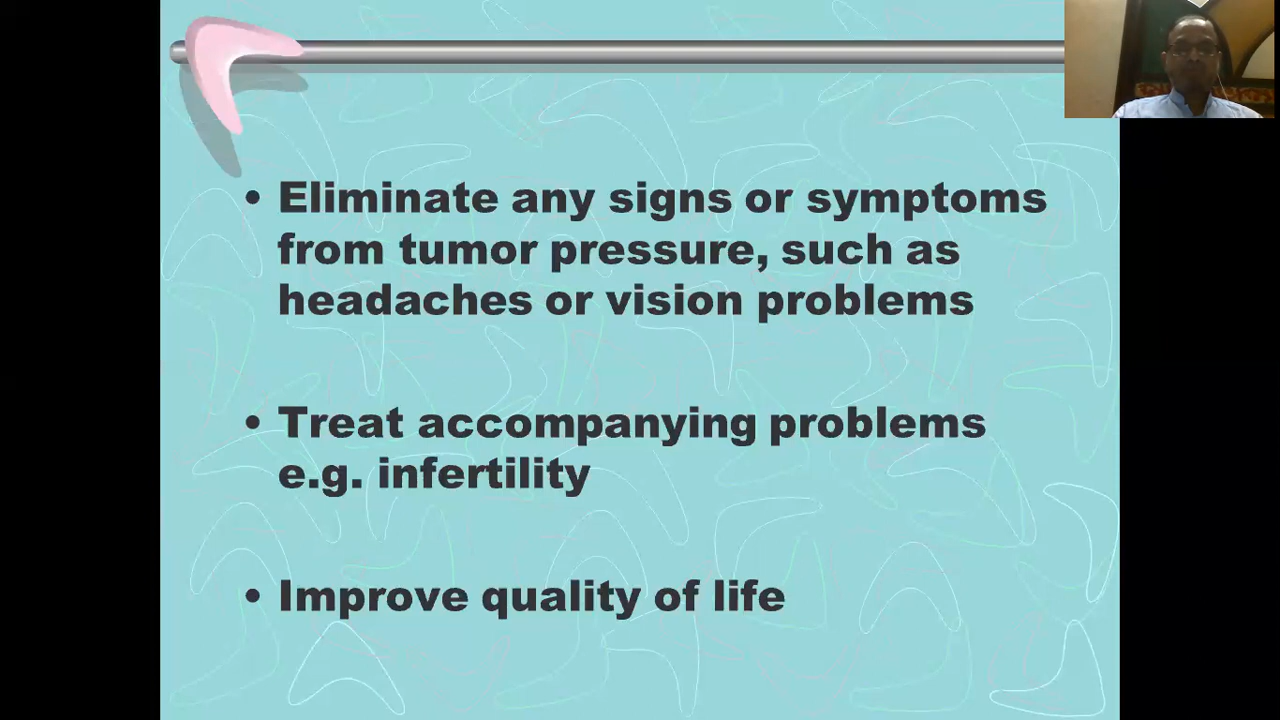 • Eliminate any signs or symptoms
from tumor pressure, such as
headaches or vision problems
• Treat accompanying problems
e.g. infertility
• Improve quality of life